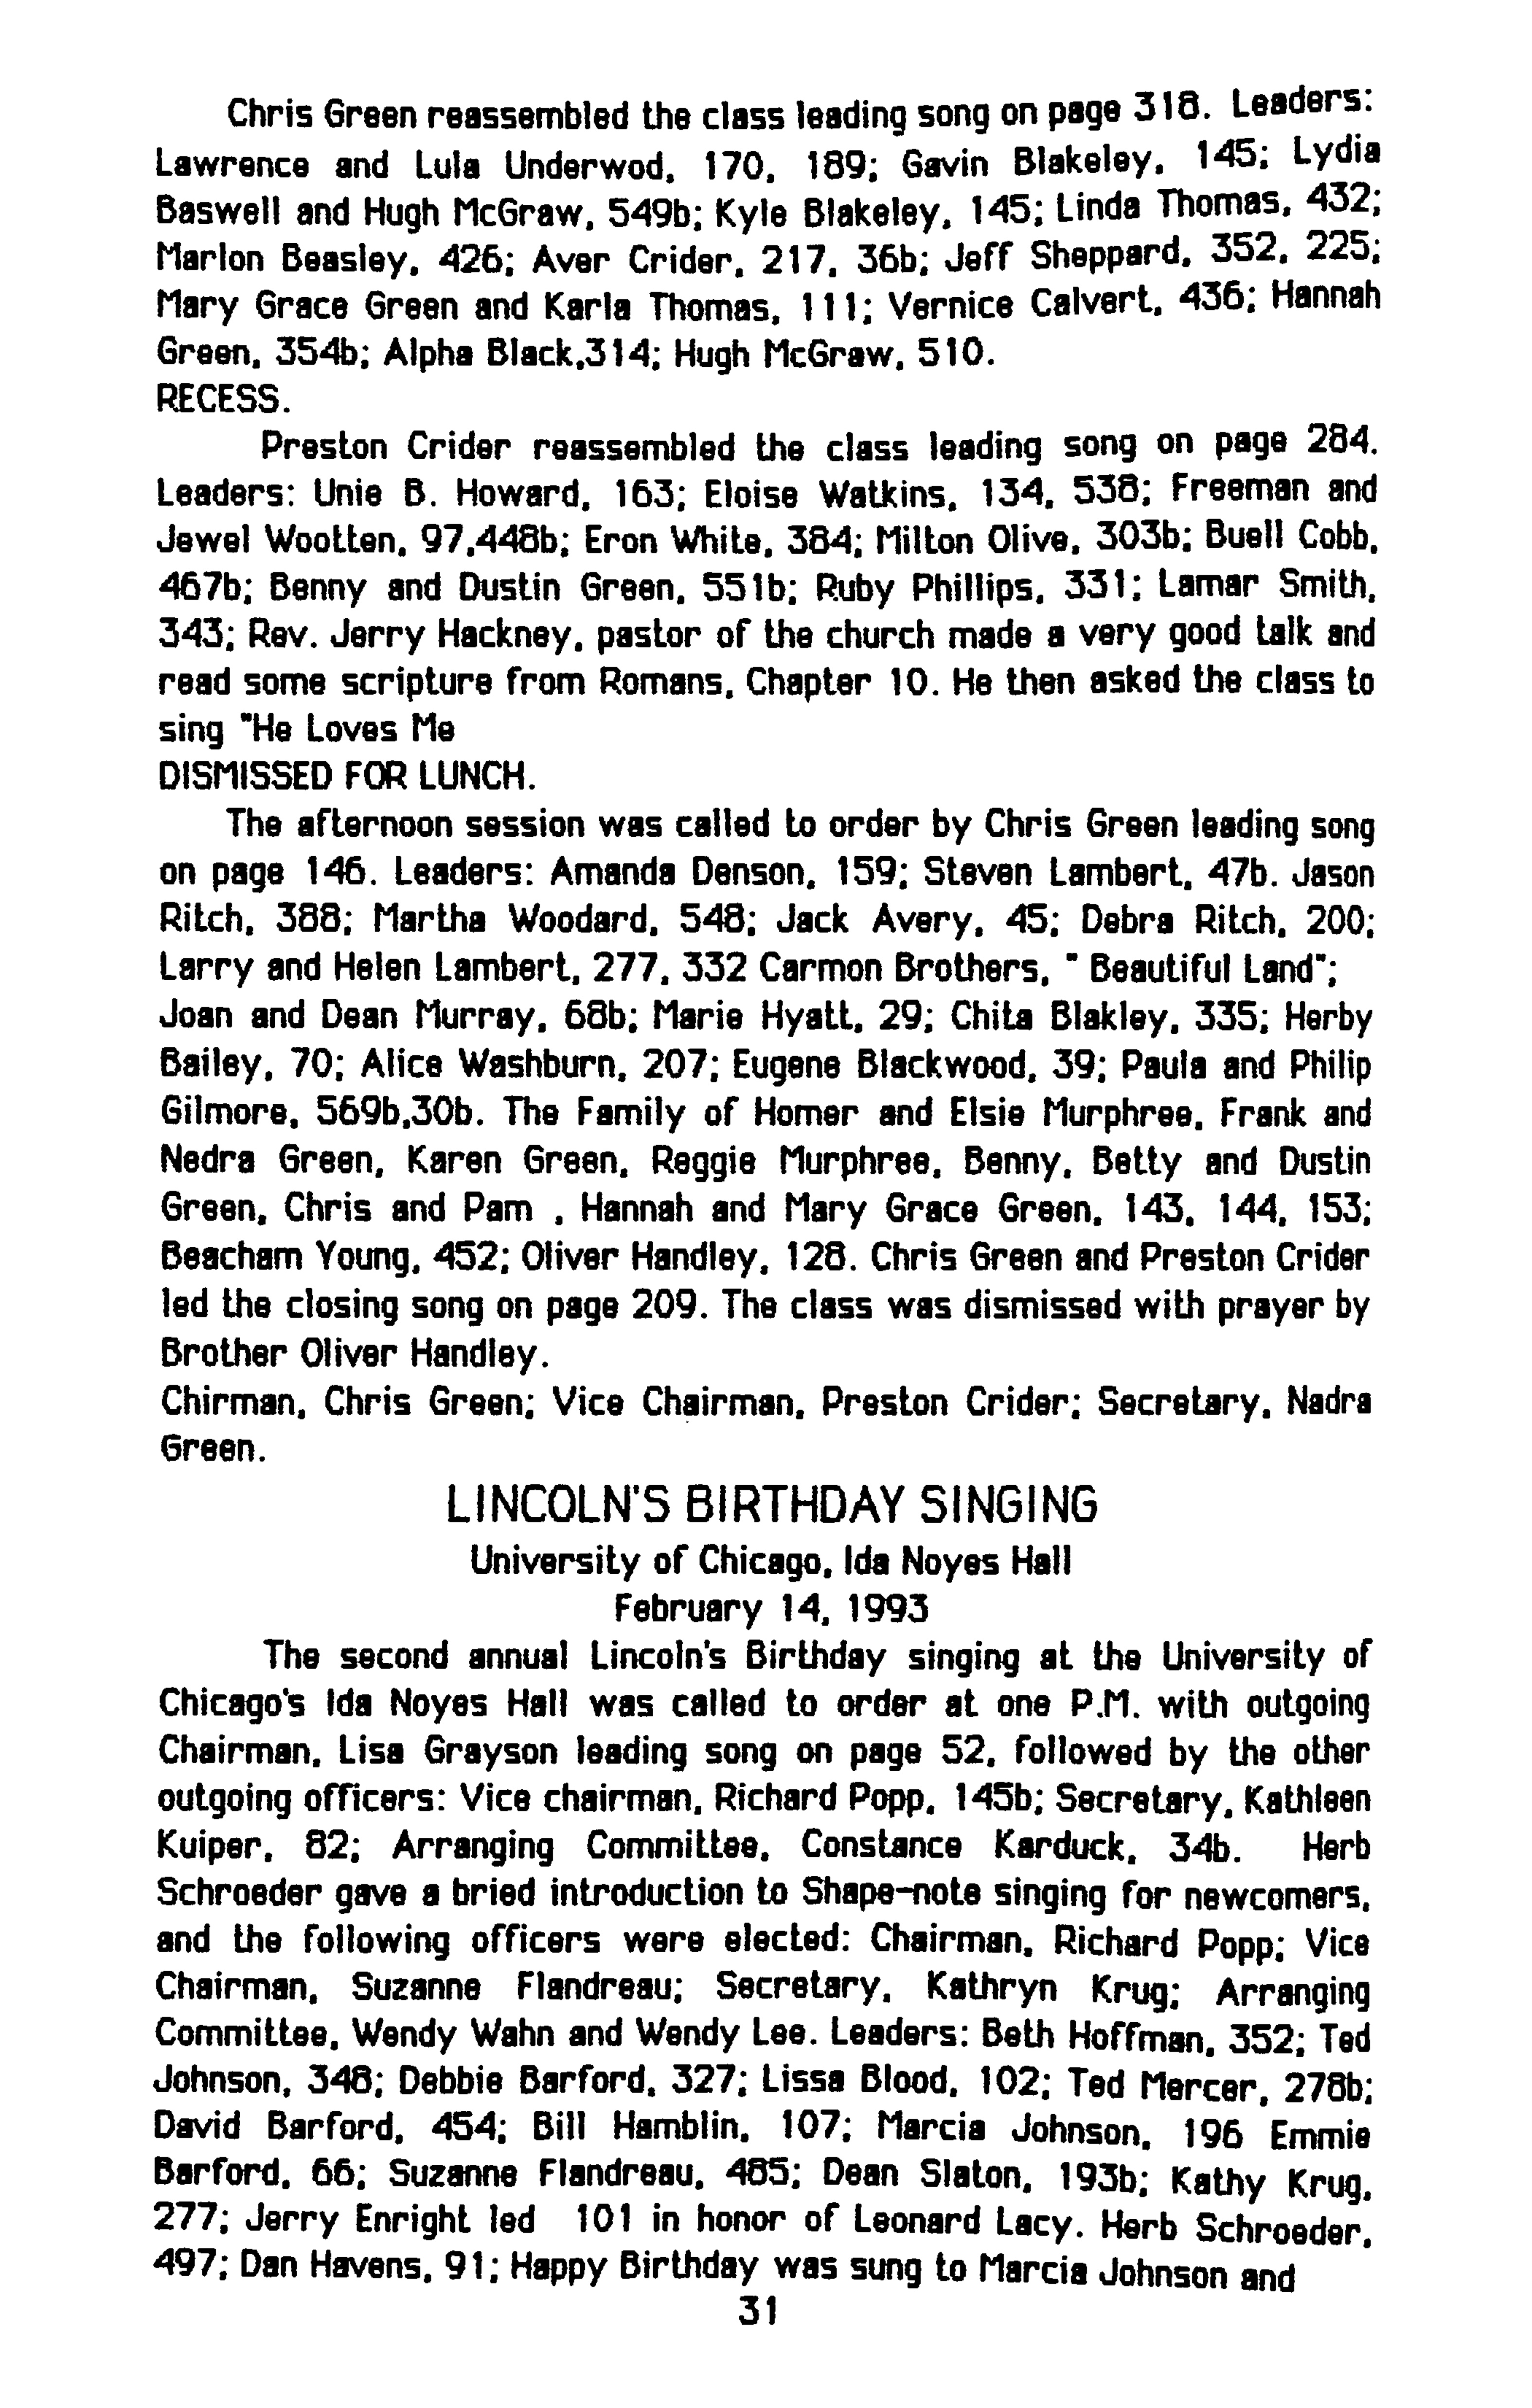 Chris Green reassembled the class leading song on page 318. Leaders:
Lawrence and Lula Underwod, 170, 189; Gavin Blakeley, 145; Lydia
Baswell and Hugh McGraw, 549b; Kyle Blakeley, 145; Linda Thomas, 432;
Marlon Beasley, 426; Aver Crider, 217, 36b; Jeff Sheppard, 352, 225;
Mary Grace Green and Karla Thomas, 111; Vernice Calvert, 436; Hannah
Green, 354b; Alpha Black,314; Hugh McGraw, 510.
RECESS.
Preston Crider reassembled the class leading song on page 284.
Leaders: Unie B. Howard, 163; Eloise Watkins, 134, 538; Freeman and
Jewel Wootten, 97,448b; Eron White, 384; Milton Olive, 303b; Buell Cobb,
467b; Benny and Dustin Green, 551b; Ruby Phillips, 331; Lamar Smith,
343; Rev. Jerry Hackney, pastor of the church made a very good talk and
read some scripture from Romans, Chapter 10. He then asked the class to
sing "He Loves Me
DISMISSED FOR LUNCH.
The afternoon session was called to order by Chris Green leading song
on page 146. Leaders: Amanda Denson, 159; Steven Lambert, 47b. Jason
Ritch, 388; Martha Woodard, 548; Jack Avery, 45; Debra Ritch, 200;
Larry and Helen Lambert, 277, 332 Carmon Brothers, " Beautiful Land";
Joan and Dean Murray, 68b; Marie Hyatt, 29; Chita Blakley, 335; Herby
Bailey, 70; Alice Washburn, 207; Eugene Blackwood, 39; Paula and Philip
Gilmore, 569b,30b. The Family of Homer and Elsie Murphree, Frank and
Nedra Green, Karen Green, Reggie Murphree, Benny, Betty and Dustin
Green, Chris and Pam , Hannah and Mary Grace Green, 143, 144, 153;
Beacham Young, 452; Oliver Handley, 128. Chris Green and Preston Crider
led the closing song on page 209. The class was dismissed with prayer by
Brother Oliver Handley.
Chirman, Chris Green; Vice Chairman, Preston Crider; Secretary, Nadra
Green.
LINCOLN'S BIRTHDAY SINGING
University of Chicago, Ida Noyes Hall
February 14, 1993
The second annual Lincoln's Birthday singing at the University of
Chicago's Ida Noyes Hall was called to order at one P.M. with outgoing
Chairman, Lisa Grayson leading song on page 52, followed by the other
outgoing officers: Vice chairman, Richard Popp, 145b; Secretary, Kathleen
Kuiper, 82; Arranging Committee, Constance Karduck, 34b. Herb
Schroeder gave a bried introduction to Shape-note singing for newcomers,
and the following officers were elected: Chairman, Richard Popp; Vice
Chairman, Suzanne Flandreau; Secretary, Kathryn Krug; Arranging
Committee, Wendy Wahn and Wendy Lee. Leaders: Beth Hoffman, 352; Ted
Johnson, 348; Debbie Barford, 327; Lissa Blood, 102; Ted Mercer, 278b;
David Barford, 454; Bill Hamblin, 107; Marcia Johnson, 196 Emmie
Barford, 66; Suzanne Flandreau, 485; Dean Slaton, 193b; Kathy Krug,
277; Jerry Enright led 101 in honor of Leonard Lacy. Herb Schroeder,
497; Dan Havens, 91; Happy Birthday was sung to Marcia Johnson and
31